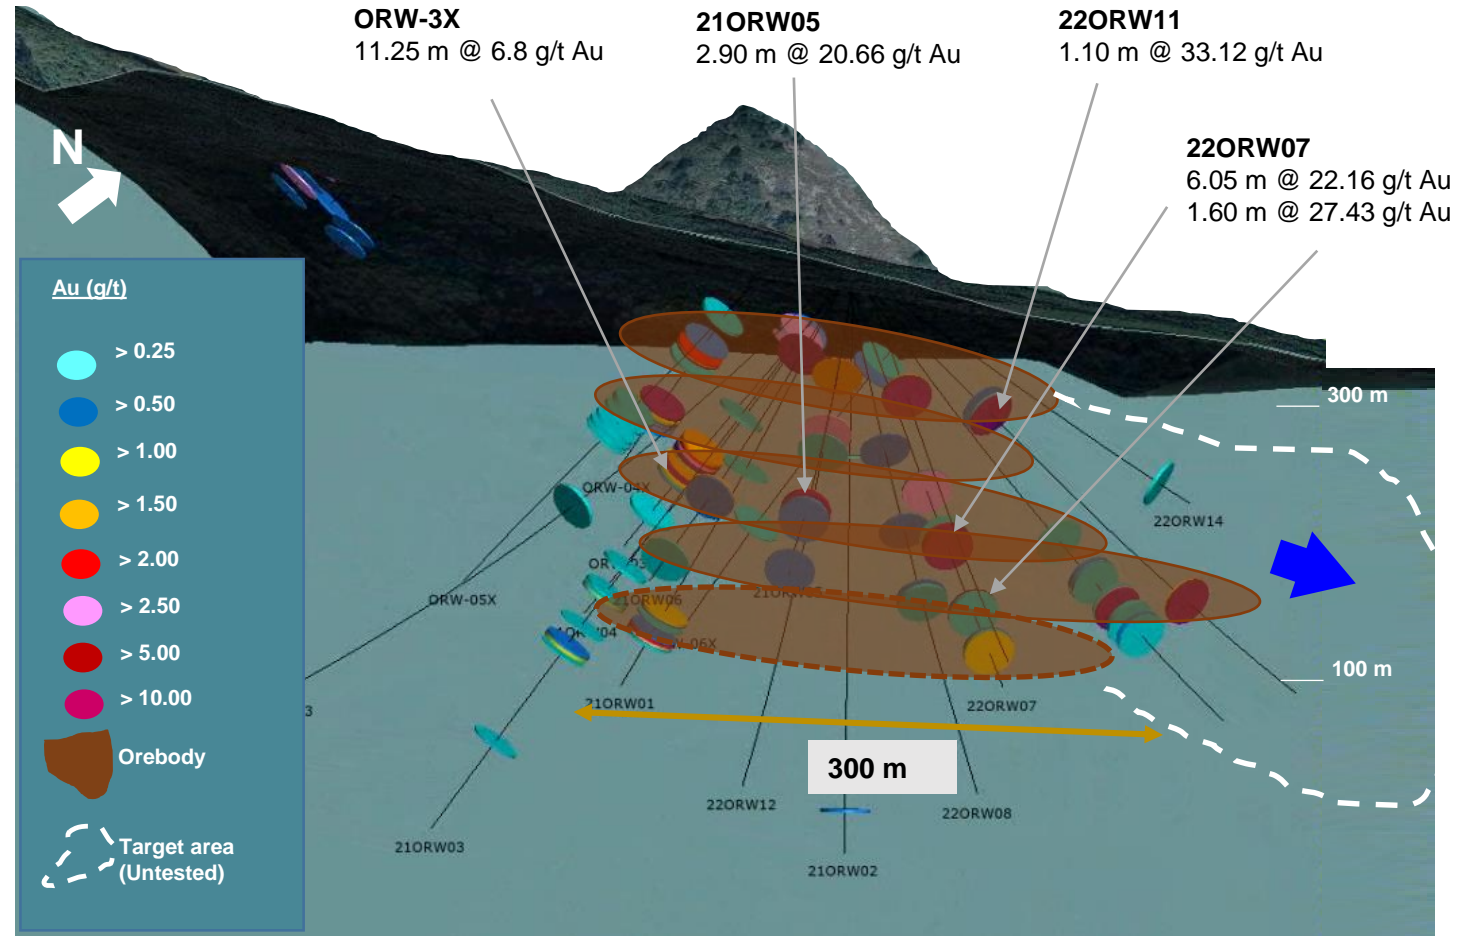 ORW-3X
11.25 m @ 6.8 g/t Au
21ORW05
2.90 m @ 20.66 g/t Au
22ORW11
1.10 m @ 33.12 g/t Au
22ORW07
6.05 m @ 22.16 g/t Au
1.60 m @ 27.43 g/t Au
N
Au (g/t)
> 0.25
> 0.50
> 1.00
> 1.50
> 2.00
> 2.50
> 5.00
> 10.00
Orebody
Target area
(Untested)
300 m
100 m
ORW-04X
22ORW14
ORW-05X
21ORW06
21ORW01
22ORW07
300 m
22ORW12
22ORW08
21ORW03
21ORW02